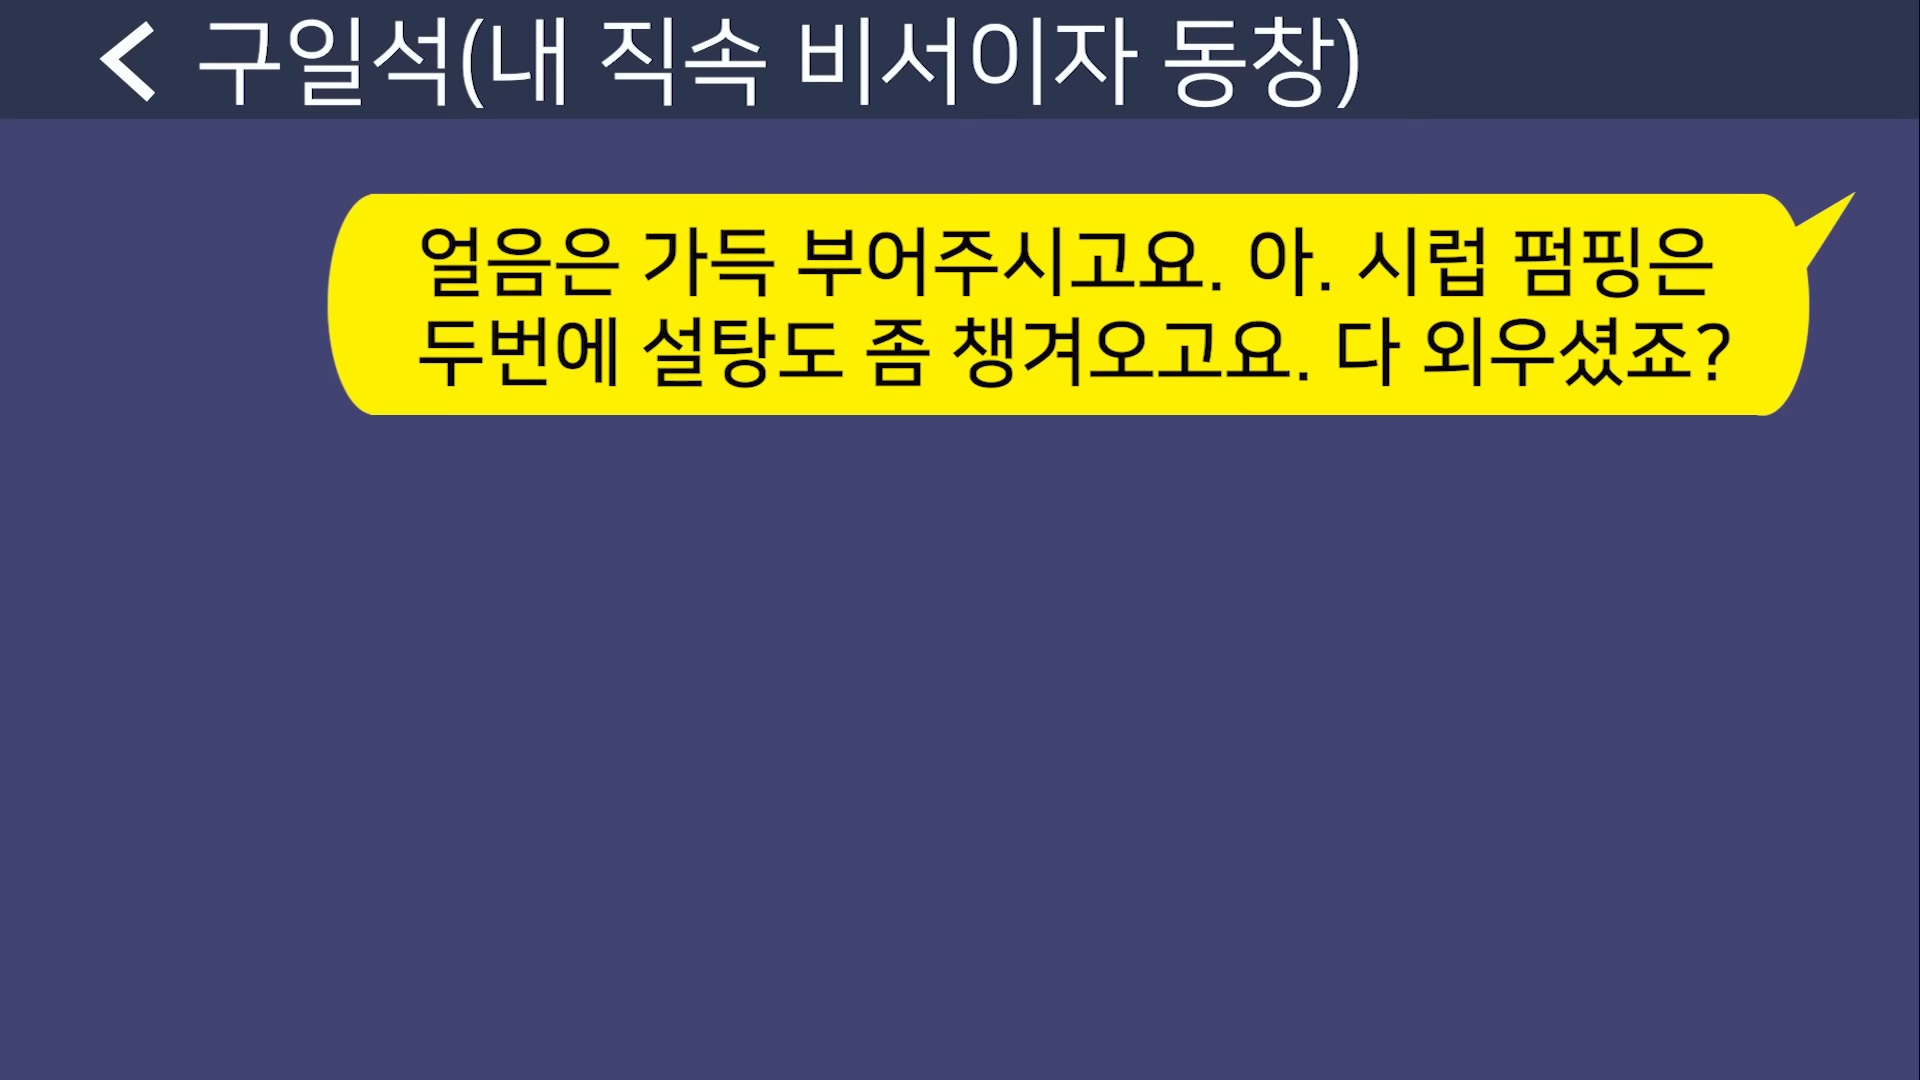 구일석(내 직속 비서이자 동창)
얼음은 가득 부어주시고요. 아. 시럽 펌핑은
두번에 설탕도 좀 챙겨오고요. 다 외우셨죠?